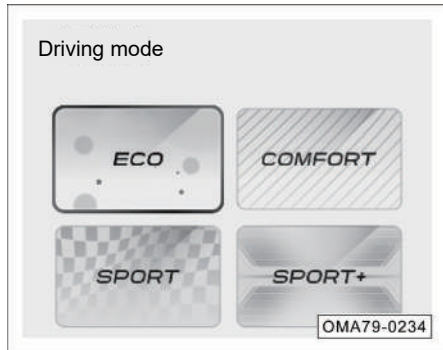 Driving mode
ECO
COMFORT
SPORT
SPORT+
OMA79-0234